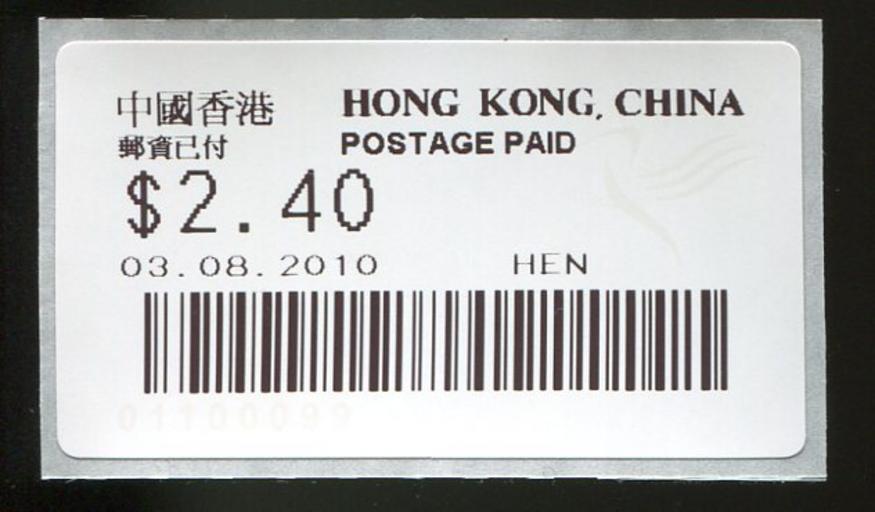 中國香港 HONG KONG, CHINA
郵資已付 POSTAGE PAID
$2.40
03.08.2010 HEN
01100099